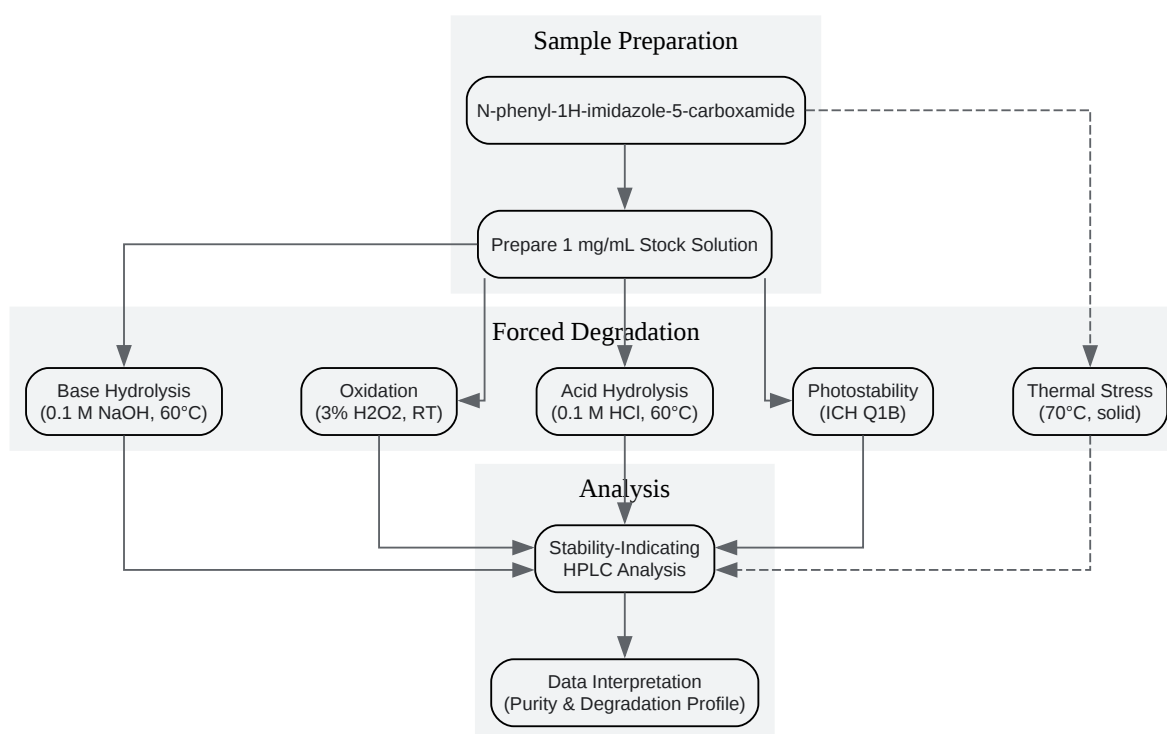 Sample Preparation
N-phenyl-1H-imidazole-5-carboxamide
Prepare 1 mg/mL Stock Solution
Forced Degradation
Base Hydrolysis
(0.1 M NaOH, 60°C)
Oxidation
(3% H2O2, RT)
Acid Hydrolysis
(0.1 M HCl, 60°C)
Photostability
(ICH Q1B)
Thermal Stress
(70°C, solid)
Analysis
Stability-Indicating
HPLC Analysis
Data Interpretation
(Purity & Degradation Profile)